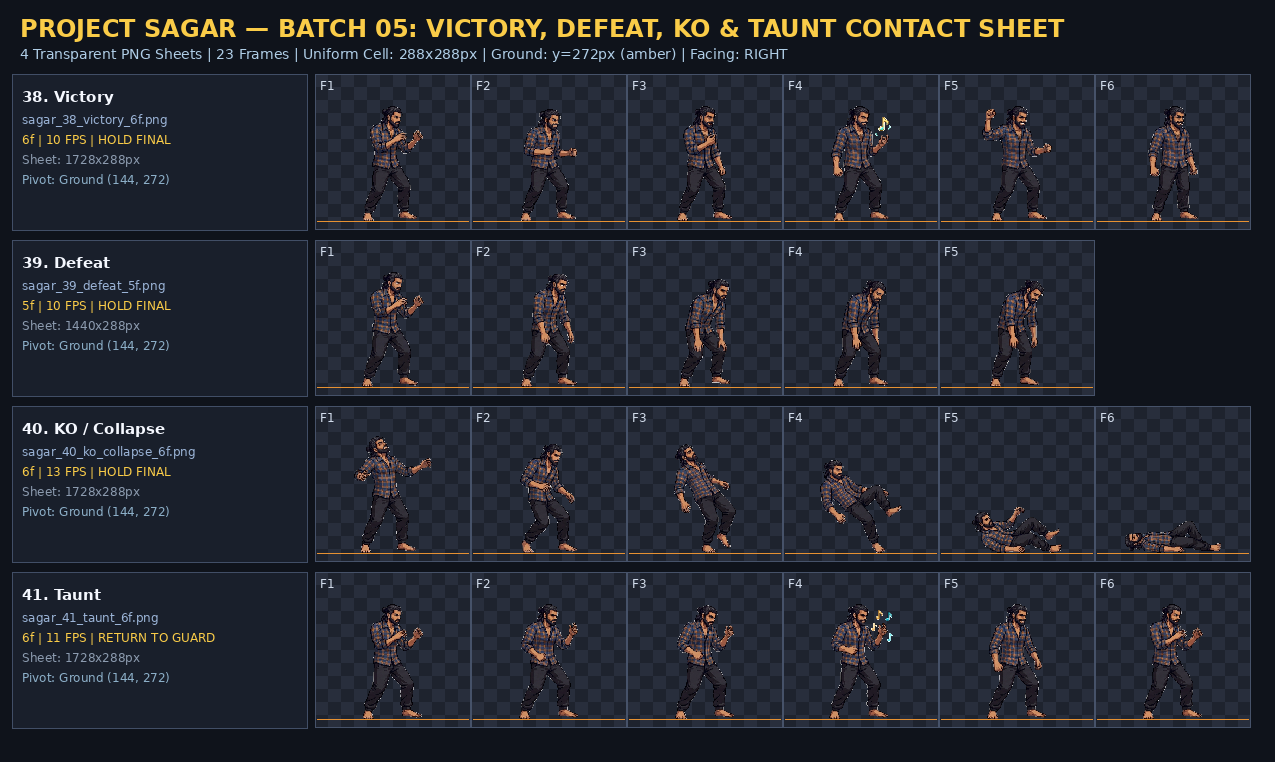 PROJECT SAGAR — BATCH 05: VICTORY, DEFEAT, KO & TAUNT CONTACT SHEET
4 Transparent PNG Sheets | 23 Frames | Uniform Cell: 288x288px | Ground: y=272px (amber) | Facing: RIGHT
38. Victory
sagar_38_victory_6f.png
6f | 10 FPS | HOLD FINAL
Sheet: 1728x288px
Pivot: Ground (144, 272)
F1 F2 F3 F4 F5 F6
39. Defeat
sagar_39_defeat_5f.png
5f | 10 FPS | HOLD FINAL
Sheet: 1440x288px
Pivot: Ground (144, 272)
F1 F2 F3 F4 F5
40. KO / Collapse
sagar_40_ko_collapse_6f.png
6f | 13 FPS | HOLD FINAL
Sheet: 1728x288px
Pivot: Ground (144, 272)
F1 F2 F3 F4 F5 F6
41. Taunt
sagar_41_taunt_6f.png
6f | 11 FPS | RETURN TO GUARD
Sheet: 1728x288px
Pivot: Ground (144, 272)
F1 F2 F3 F4 F5 F6